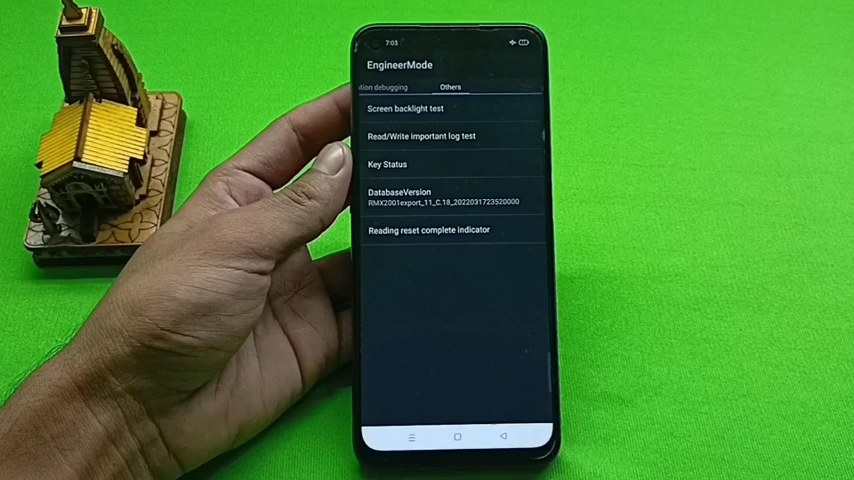 7:03
EngineerMode
tion debugging
Others
Screen backlight test
Read/Write important log test
Key Status
DatabaseVersion
RMX2001export_11_C.18_2022031723520000
Reading reset complete indicator